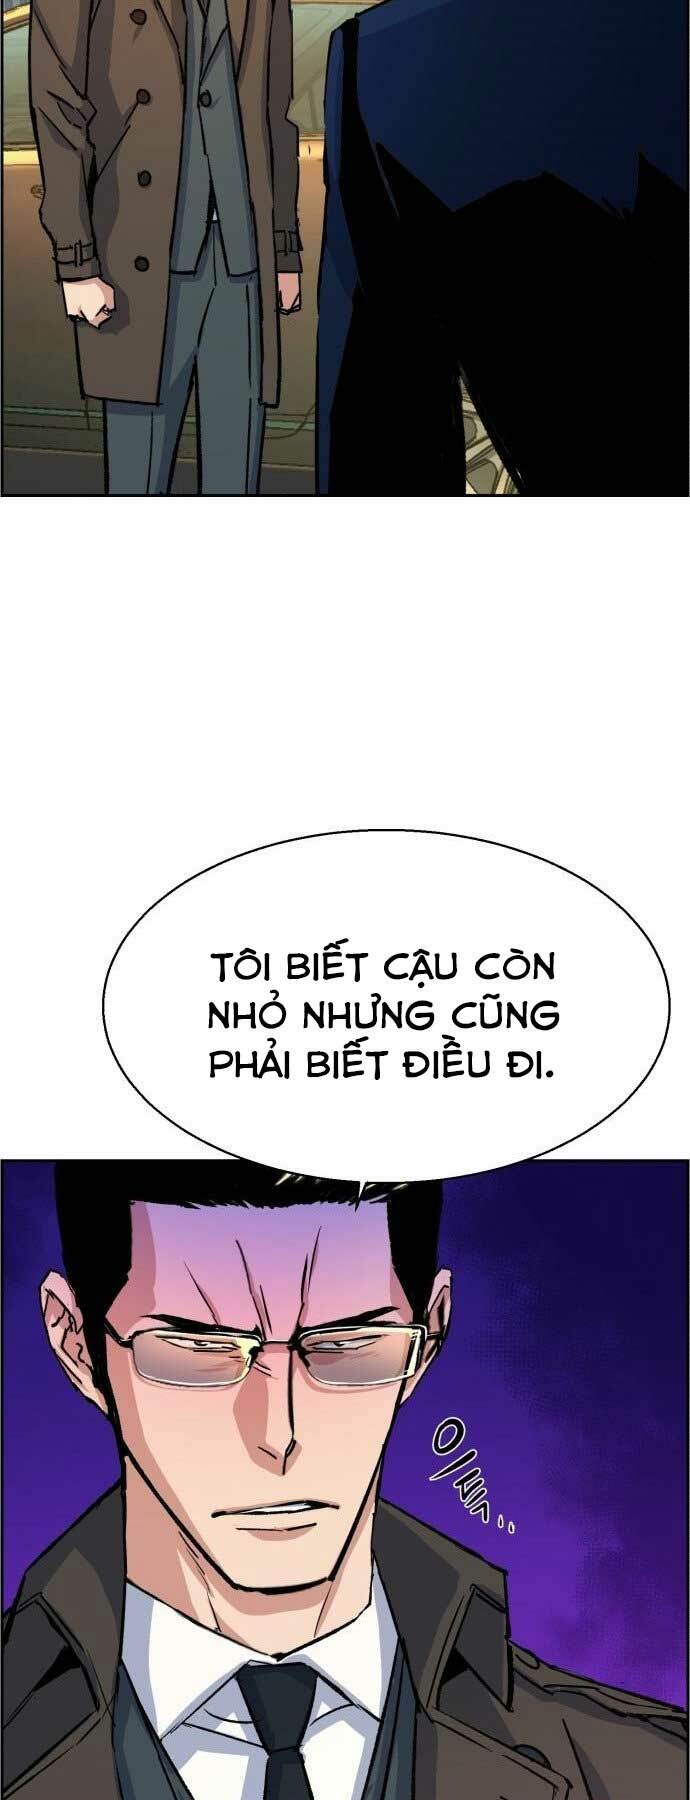 TÔI BIẾT CẬU CÒN
NHỎ NHƯNG CŨNG
PHẢI BIẾT ĐIỀU ĐI.